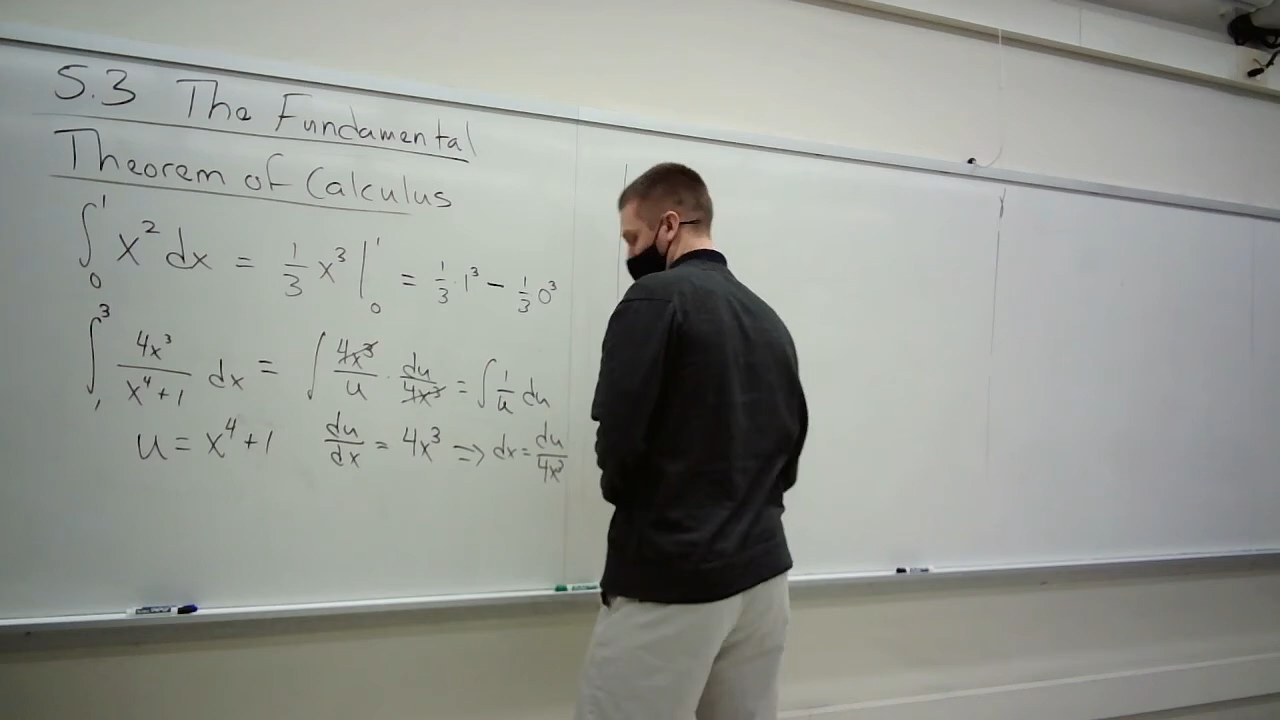 5.3 The Fundamental
Theorem of Calculus
∫₀¹ x² dx = 1/3 x³ |₀¹ = 1/3 · 1³ − 1/3 0³
∫₁³ 4x³/(x⁴+1) dx = ∫ 4x³/u · du/4x³ = ∫ 1/u du
u = x⁴+1 du/dx = 4x³ ⇒ dx = du/4x³